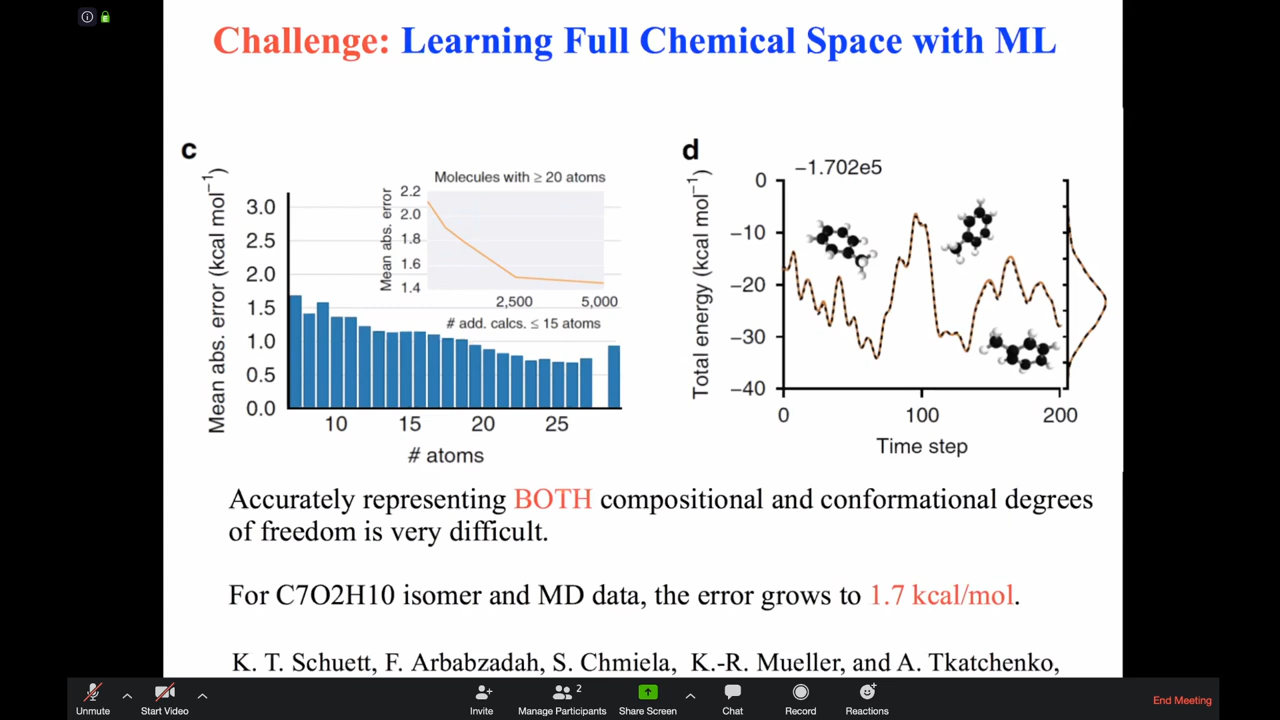 Challenge: Learning Full Chemical Space with ML
c
Mean abs. error (kcal mol⁻¹)
3.0
2.5
2.0
1.5
1.0
0.5
0.0
10 15 20 25
# atoms
Molecules with ≥ 20 atoms
Mean abs. error
2.2
2.0
1.8
1.6
1.4
2,500 5,000
# add. calcs. ≤ 15 atoms
d
−1.702e5
Total energy (kcal mol⁻¹)
0
−10
−20
−30
−40
0 100 200
Time step
Accurately representing BOTH compositional and conformational degrees
of freedom is very difficult.
For C7O2H10 isomer and MD data, the error grows to 1.7 kcal/mol.
K. T. Schuett, F. Arbabzadah, S. Chmiela, K.-R. Mueller, and A. Tkatchenko,
Unmute
Start Video
Invite
2
Manage Participants
Share Screen
Chat
Record
Reactions
End Meeting